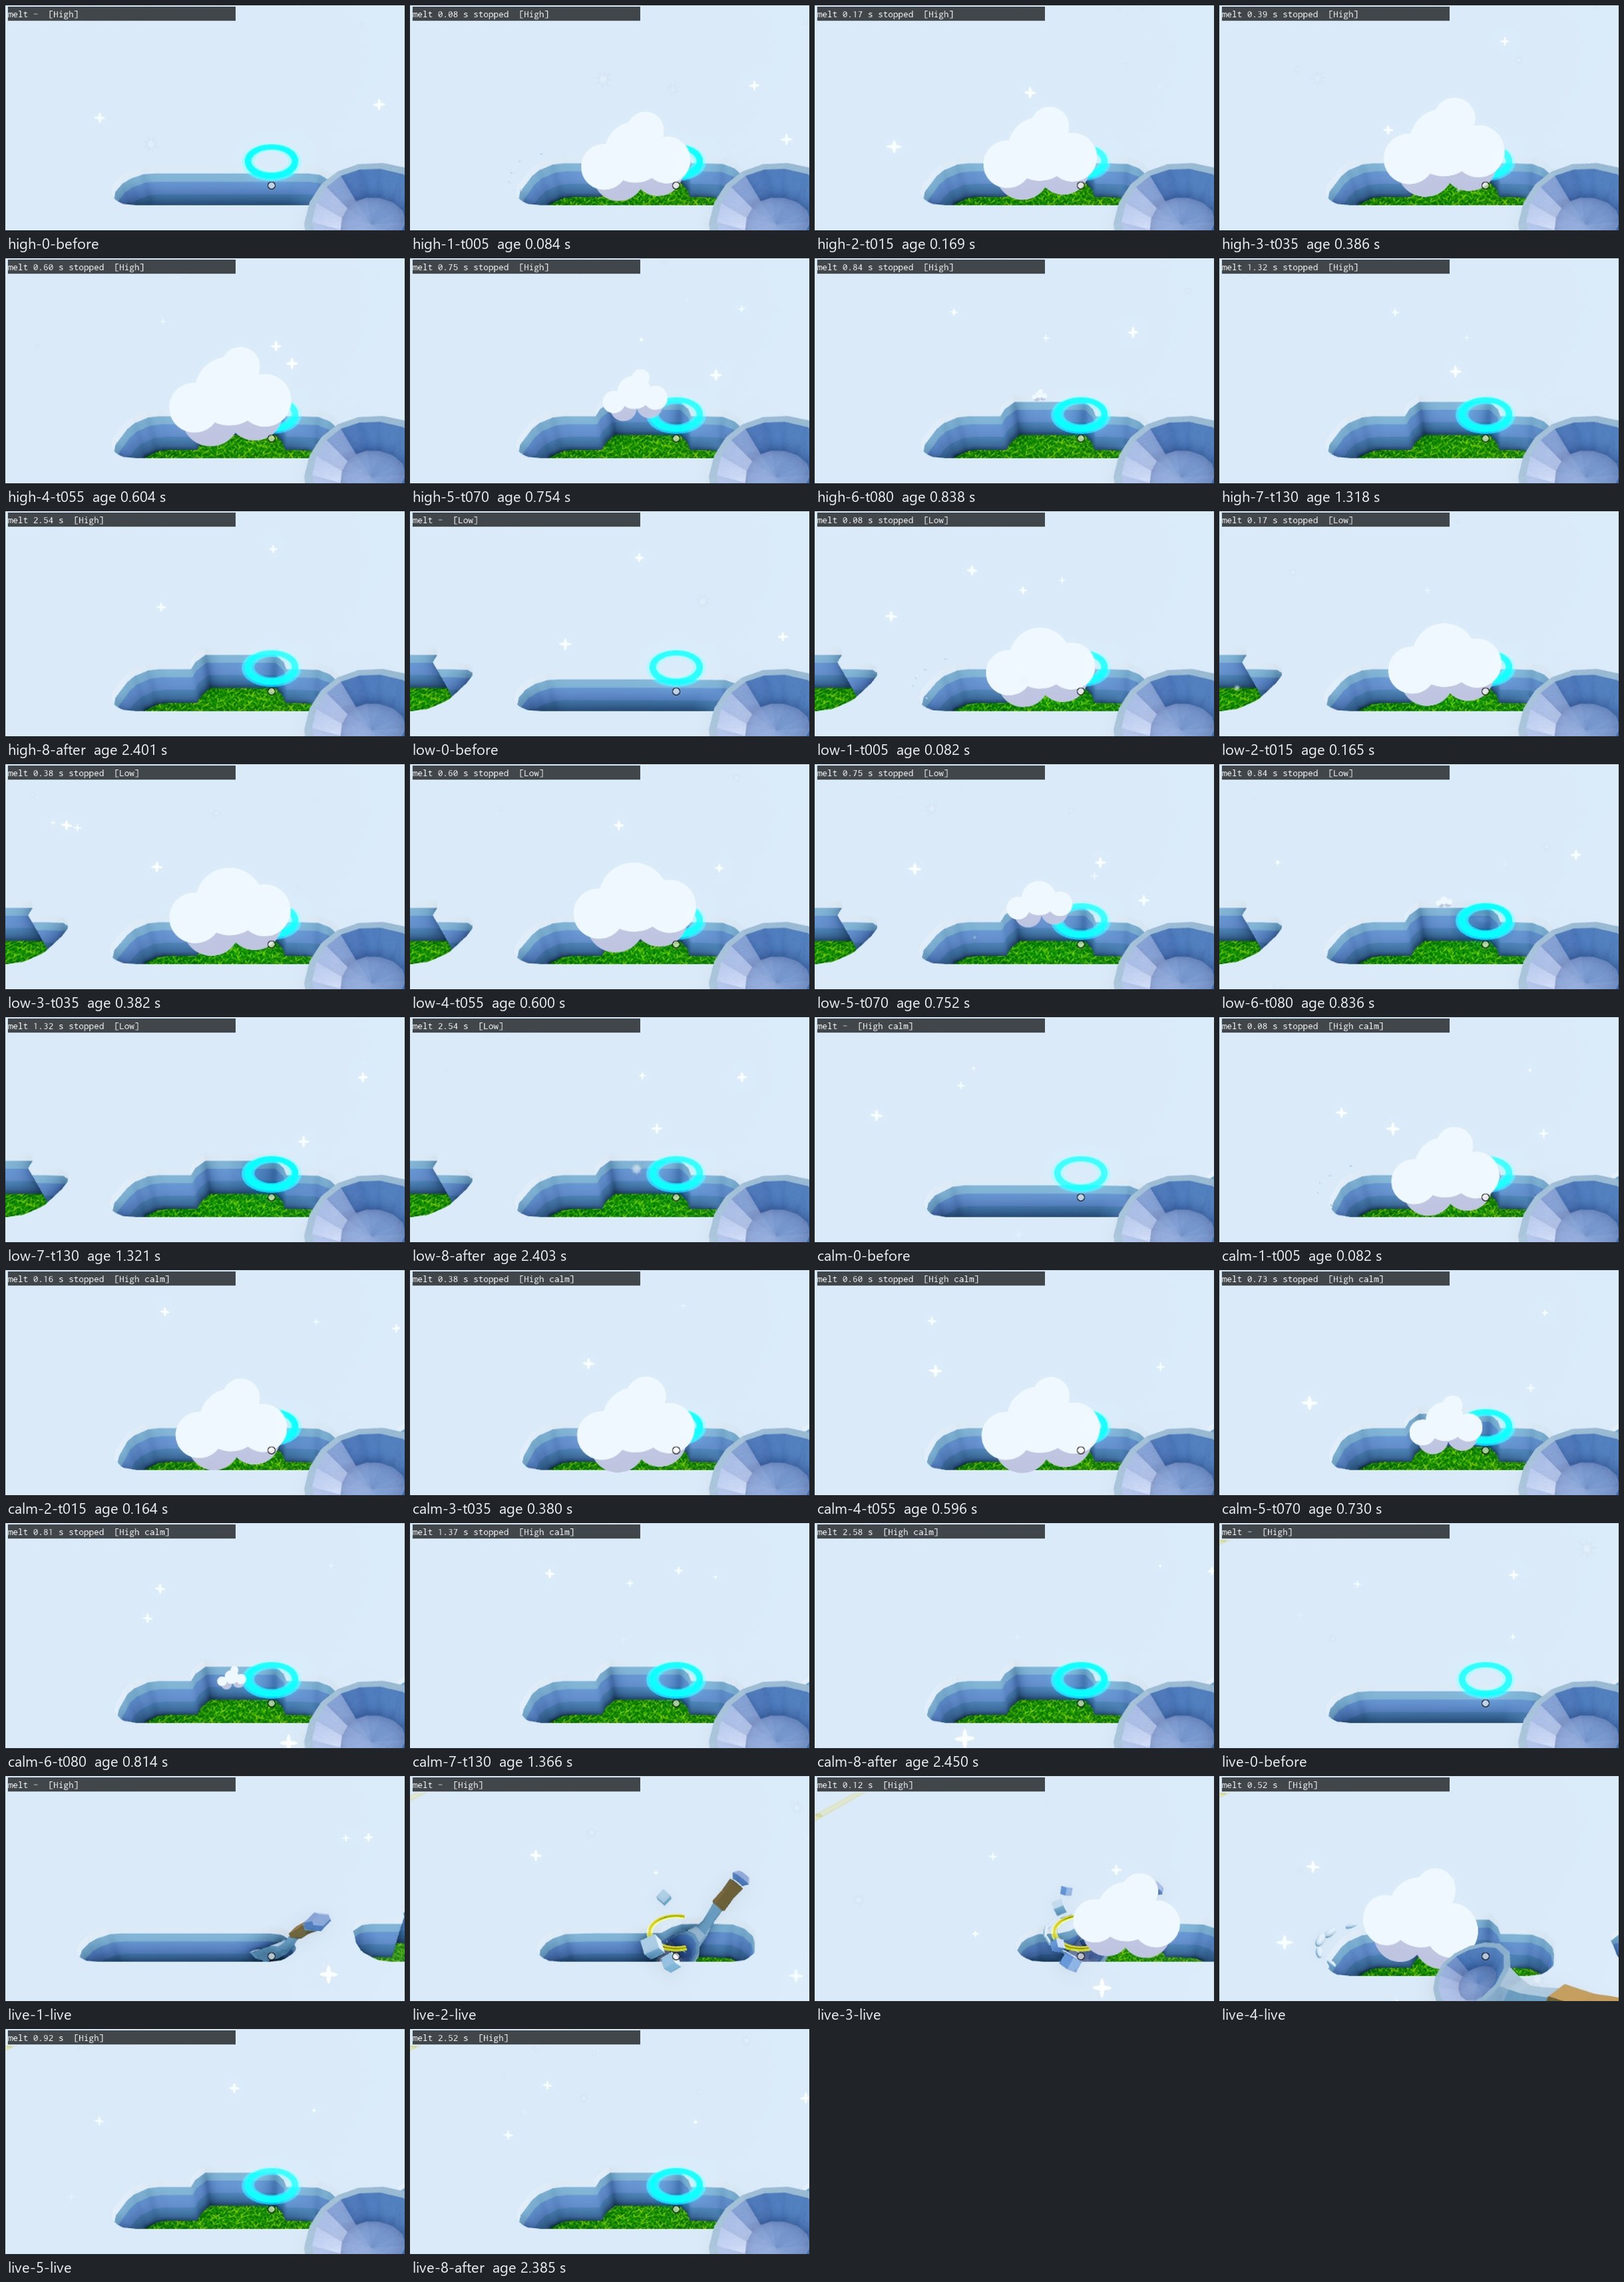 melt - [High]
melt 0.08 s stopped [High]
melt 0.17 s stopped [High]
melt 0.39 s stopped [High]
high-0-before
high-1-t005 age 0.084 s
high-2-t015 age 0.169 s
high-3-t035 age 0.386 s
melt 0.60 s stopped [High]
melt 0.75 s stopped [High]
melt 0.84 s stopped [High]
melt 1.32 s stopped [High]
high-4-t055 age 0.604 s
high-5-t070 age 0.754 s
high-6-t080 age 0.838 s
high-7-t130 age 1.318 s
melt 2.54 s [High]
melt - [Low]
melt 0.08 s stopped [Low]
melt 0.17 s stopped [Low]
high-8-after age 2.401 s
low-0-before
low-1-t005 age 0.082 s
low-2-t015 age 0.165 s
melt 0.38 s stopped [Low]
melt 0.60 s stopped [Low]
melt 0.75 s stopped [Low]
melt 0.84 s stopped [Low]
low-3-t035 age 0.382 s
low-4-t055 age 0.600 s
low-5-t070 age 0.752 s
low-6-t080 age 0.836 s
melt 1.32 s stopped [Low]
melt 2.54 s [Low]
melt - [High calm]
melt 0.08 s stopped [High calm]
low-7-t130 age 1.321 s
low-8-after age 2.403 s
calm-0-before
calm-1-t005 age 0.082 s
melt 0.16 s stopped [High calm]
melt 0.38 s stopped [High calm]
melt 0.60 s stopped [High calm]
melt 0.73 s stopped [High calm]
calm-2-t015 age 0.164 s
calm-3-t035 age 0.380 s
calm-4-t055 age 0.596 s
calm-5-t070 age 0.730 s
melt 0.81 s stopped [High calm]
melt 1.37 s stopped [High calm]
melt 2.58 s [High calm]
melt - [High]
calm-6-t080 age 0.814 s
calm-7-t130 age 1.366 s
calm-8-after age 2.450 s
live-0-before
melt - [High]
melt - [High]
melt 0.12 s [High]
melt 0.52 s [High]
live-1-live
live-2-live
live-3-live
live-4-live
melt 0.92 s [High]
melt 2.52 s [High]
live-5-live
live-8-after age 2.385 s